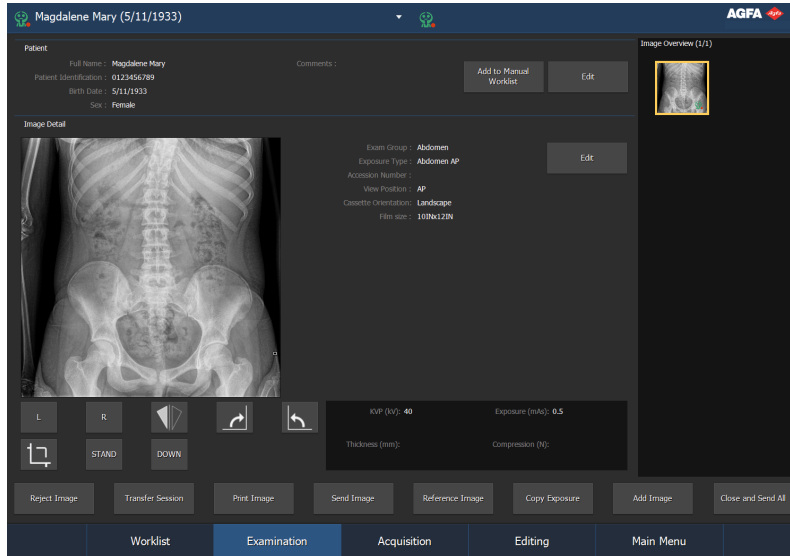 Magdalene Mary (5/11/1933)
AGFA
Agfa
Patient
Full Name : Magdalene Mary
Patient Identification : 0123456789
Birth Date : 5/11/1933
Sex : Female
Comments :
Add to Manual
Worklist
Edit
Image Overview (1/1)
Image Detail
Exam Group : Abdomen
Exposure Type : Abdomen AP
Accession Number :
View Position : AP
Cassette Orientation: Landscape
Film size : 10INx12IN
Edit
L
R
STAND
DOWN
KVP (kV): 40
Exposure (mAs): 0.5
Thickness (mm):
Compression (N):
Reject Image
Transfer Session
Print Image
Send Image
Reference Image
Copy Exposure
Add Image
Close and Send All
Worklist
Examination
Acquisition
Editing
Main Menu